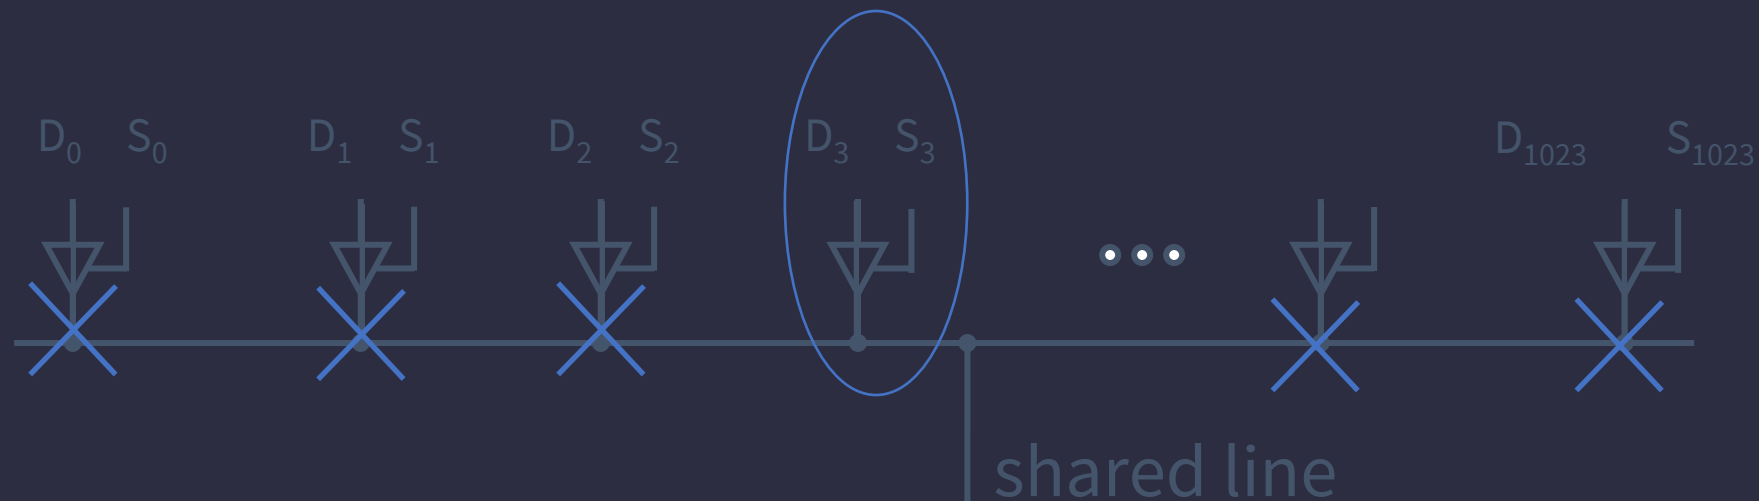 D₀ S₀ D₁ S₁ D₂ S₂ D₃ S₃ D₁₀₂₃ S₁₀₂₃
shared line